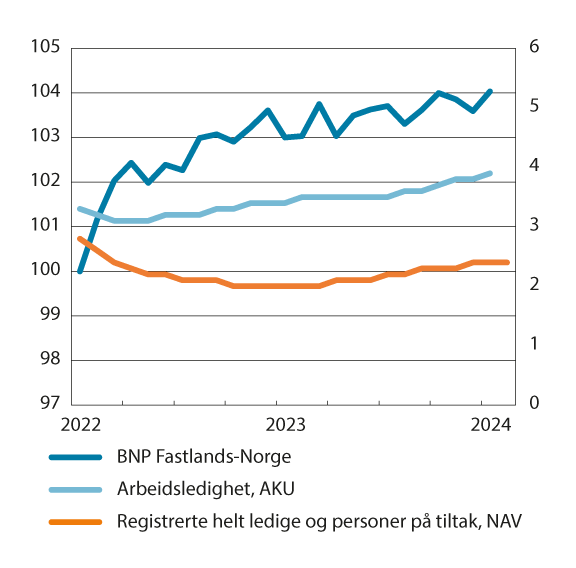 105 6
104 5
103
102 4
101 3
100
99 2
98 1
97 0
2022 2023 2024
BNP Fastlands-Norge
Arbeidsledighet, AKU
Registrerte helt ledige og personer på tiltak, NAV